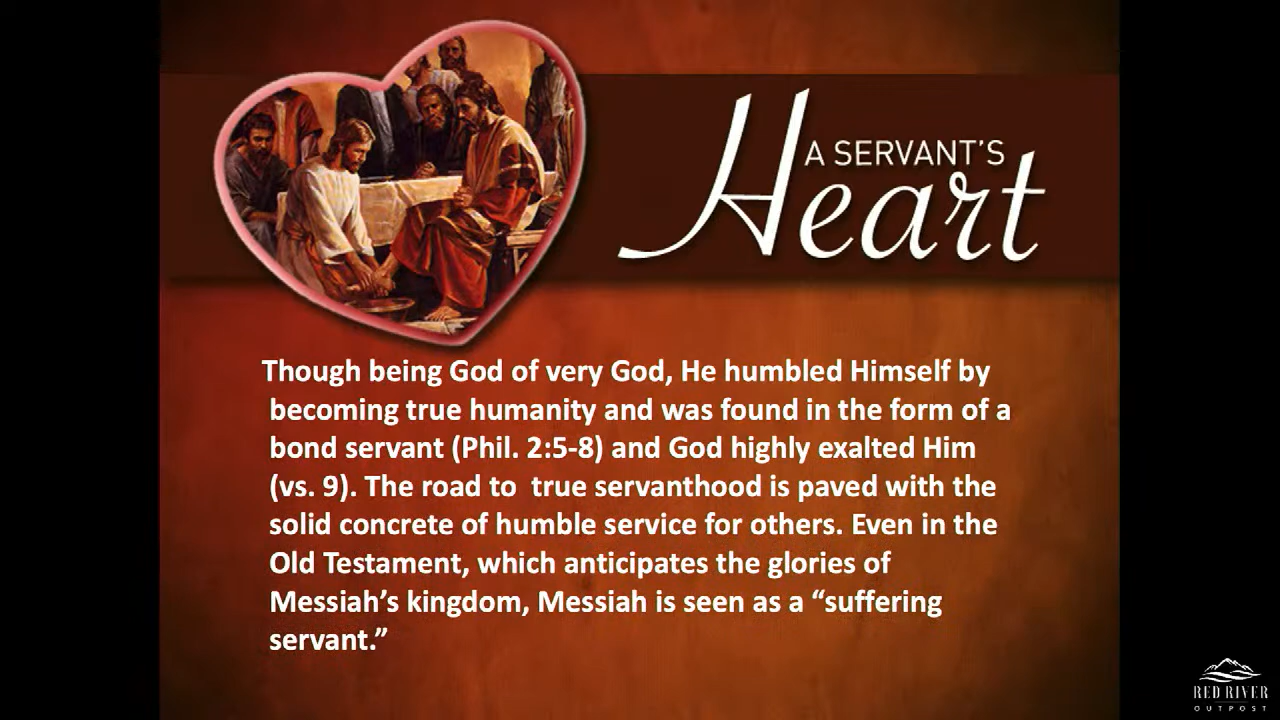 A SERVANT'S
Heart
Though being God of very God, He humbled Himself by
becoming true humanity and was found in the form of a
bond servant (Phil. 2:5-8) and God highly exalted Him
(vs. 9). The road to  true servanthood is paved with the
solid concrete of humble service for others. Even in the
Old Testament, which anticipates the glories of
Messiah’s kingdom, Messiah is seen as a “suffering
servant.”
RED RIVER
OUTPOST